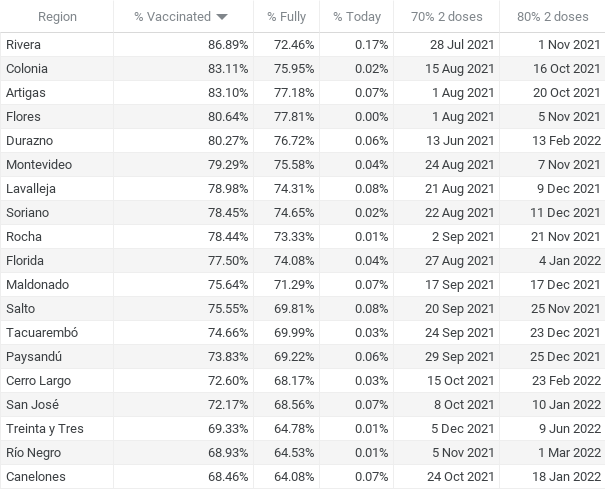 Region % Vaccinated % Fully % Today 70% 2 doses 80% 2 doses
Rivera 86.89% 72.46% 0.17% 28 Jul 2021 1 Nov 2021
Colonia 83.11% 75.95% 0.02% 15 Aug 2021 16 Oct 2021
Artigas 83.10% 77.18% 0.07% 1 Aug 2021 20 Oct 2021
Flores 80.64% 77.81% 0.00% 1 Aug 2021 5 Nov 2021
Durazno 80.27% 76.72% 0.06% 13 Jun 2021 13 Feb 2022
Montevideo 79.29% 75.58% 0.04% 24 Aug 2021 7 Nov 2021
Lavalleja 78.98% 74.31% 0.08% 21 Aug 2021 9 Dec 2021
Soriano 78.45% 74.65% 0.02% 22 Aug 2021 11 Dec 2021
Rocha 78.44% 73.33% 0.01% 2 Sep 2021 21 Nov 2021
Florida 77.50% 74.08% 0.04% 27 Aug 2021 4 Jan 2022
Maldonado 75.64% 71.29% 0.07% 17 Sep 2021 17 Dec 2021
Salto 75.55% 69.81% 0.08% 20 Sep 2021 25 Nov 2021
Tacuarembó 74.66% 69.99% 0.03% 24 Sep 2021 23 Dec 2021
Paysandú 73.83% 69.22% 0.06% 29 Sep 2021 25 Dec 2021
Cerro Largo 72.60% 68.17% 0.03% 15 Oct 2021 23 Feb 2022
San José 72.17% 68.56% 0.07% 8 Oct 2021 10 Jan 2022
Treinta y Tres 69.33% 64.78% 0.01% 5 Dec 2021 9 Jun 2022
Río Negro 68.93% 64.53% 0.01% 5 Nov 2021 1 Mar 2022
Canelones 68.46% 64.08% 0.07% 24 Oct 2021 18 Jan 2022